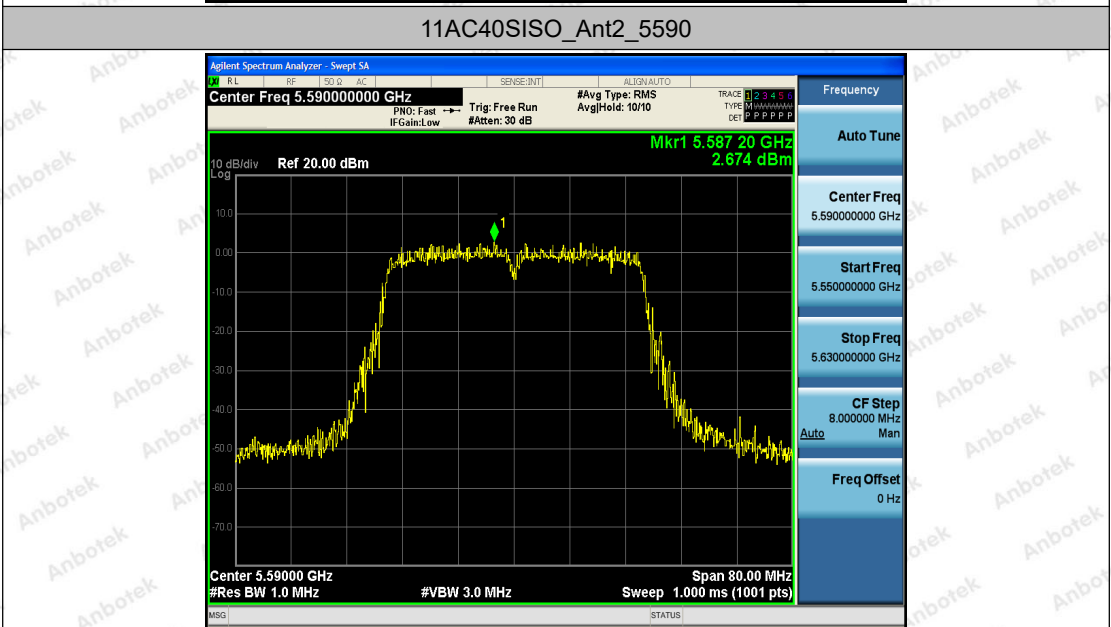 11AC40SISO_Ant2_5590
Agilent Spectrum Analyzer - Swept SA
RL RF 50 Ω AC SENSE:INT ALIGNAUTO
Center Freq 5.590000000 GHz
PNO: Fast
IFGain:Low
Trig: Free Run
#Atten: 30 dB
#Avg Type: RMS
Avg|Hold: 10/10
TRACE 1 2 3 4 5 6
TYPE M
DET P P P P P P
Frequency
Mkr1 5.587 20 GHz
2.674 dBm
10 dB/div Ref 20.00 dBm
Log
10.0
0.00
-10.0
-20.0
-30.0
-40.0
-50.0
-60.0
-70.0
1
Center 5.59000 GHz Span 80.00 MHz
#Res BW 1.0 MHz #VBW 3.0 MHz Sweep 1.000 ms (1001 pts)
Auto Tune
Center Freq
5.590000000 GHz
Start Freq
5.550000000 GHz
Stop Freq
5.630000000 GHz
CF Step
8.000000 MHz
Auto Man
Freq Offset
0 Hz
MSG STATUS
Anbotek